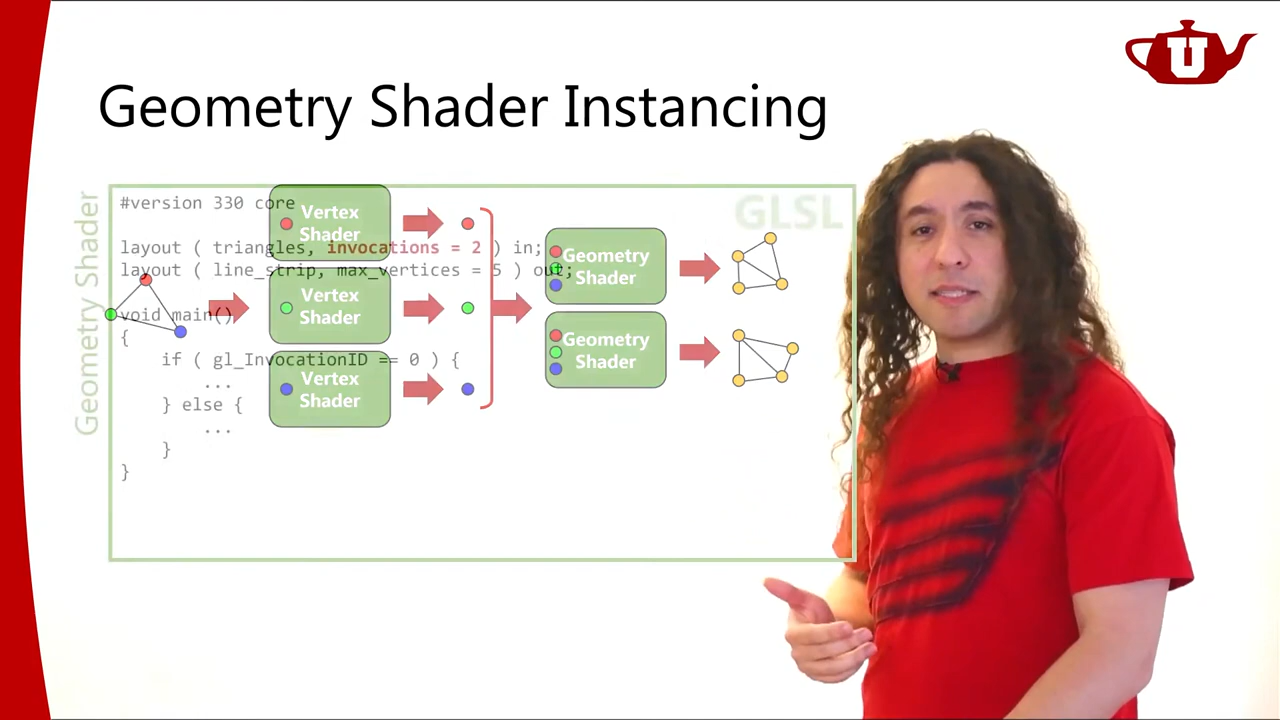 U
Geometry Shader Instancing
Geometry Shader
GLSL
#version 330 core
layout ( triangles, invocations = 2 ) in;
layout ( line_strip, max_vertices = 5 ) out;
void main()
{
if ( gl_InvocationID == 0 ) {
...
} else {
...
}
}
Vertex
Shader
Vertex
Shader
Vertex
Shader
Geometry
Shader
Geometry
Shader